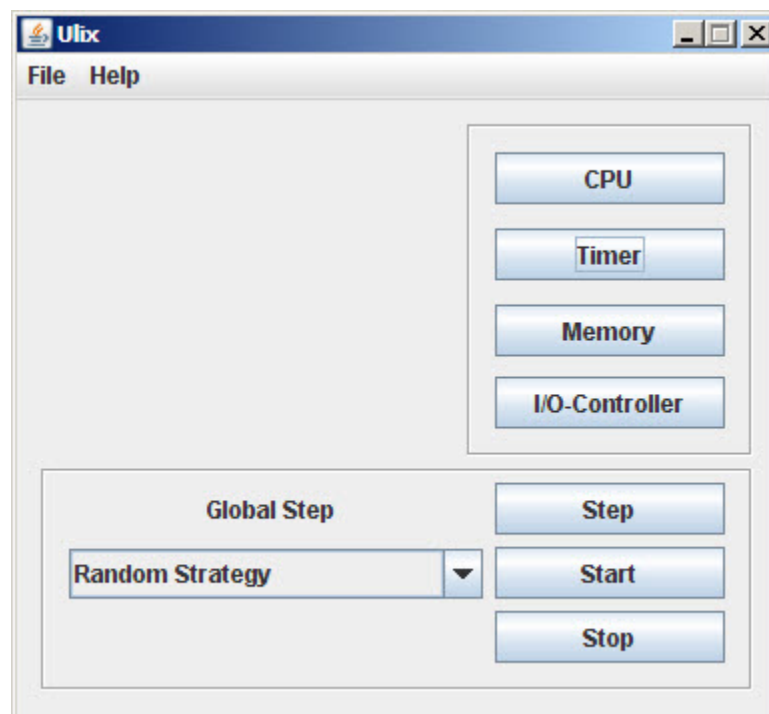 Ulix
File Help
CPU
Timer
Memory
I/O-Controller
Global Step
Step
Random Strategy
Start
Stop